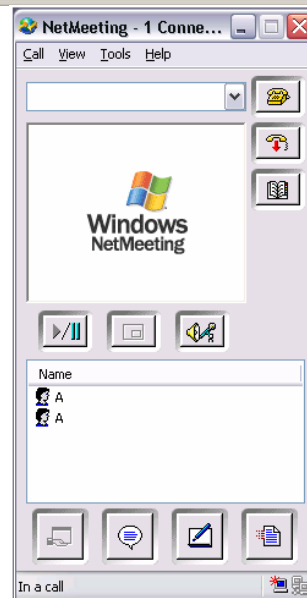 NetMeeting - 1 Conne...
Call View Tools Help
Windows
NetMeeting
Name
A
A
In a call